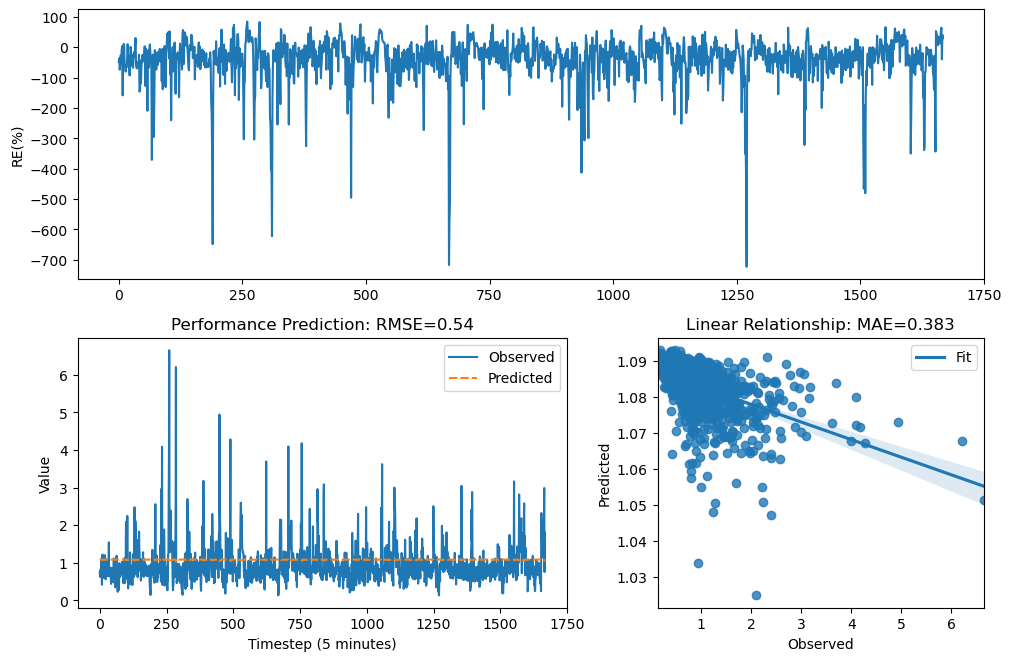 RE(%)
100
0
−100
−200
−300
−400
−500
−600
−700
0 250 500 750 1000 1250 1500 1750
Performance Prediction: RMSE=0.54
Value
6
5
4
3
2
1
0
Observed
Predicted
0 250 500 750 1000 1250 1500 1750
Timestep (5 minutes)
Linear Relationship: MAE=0.383
Predicted
1.09
1.08
1.07
1.06
1.05
1.04
1.03
Fit
1 2 3 4 5 6
Observed